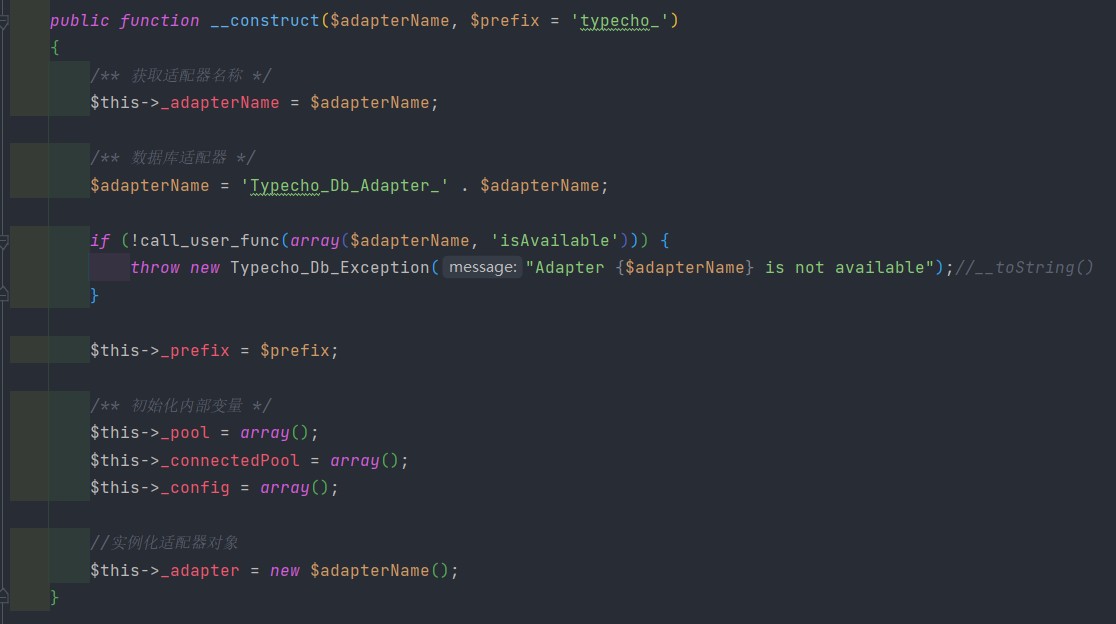 public function __construct($adapterName, $prefix = 'typecho_')
{
/** 获取适配器名称 */
$this->_adapterName = $adapterName;
/** 数据库适配器 */
$adapterName = 'Typecho_Db_Adapter_' . $adapterName;
if (!call_user_func(array($adapterName, 'isAvailable'))) {
throw new Typecho_Db_Exception( message: "Adapter {$adapterName} is not available");//__toString()
}
$this->_prefix = $prefix;
/** 初始化内部变量 */
$this->_pool = array();
$this->_connectedPool = array();
$this->_config = array();
//实例化适配器对象
$this->_adapter = new $adapterName();
}